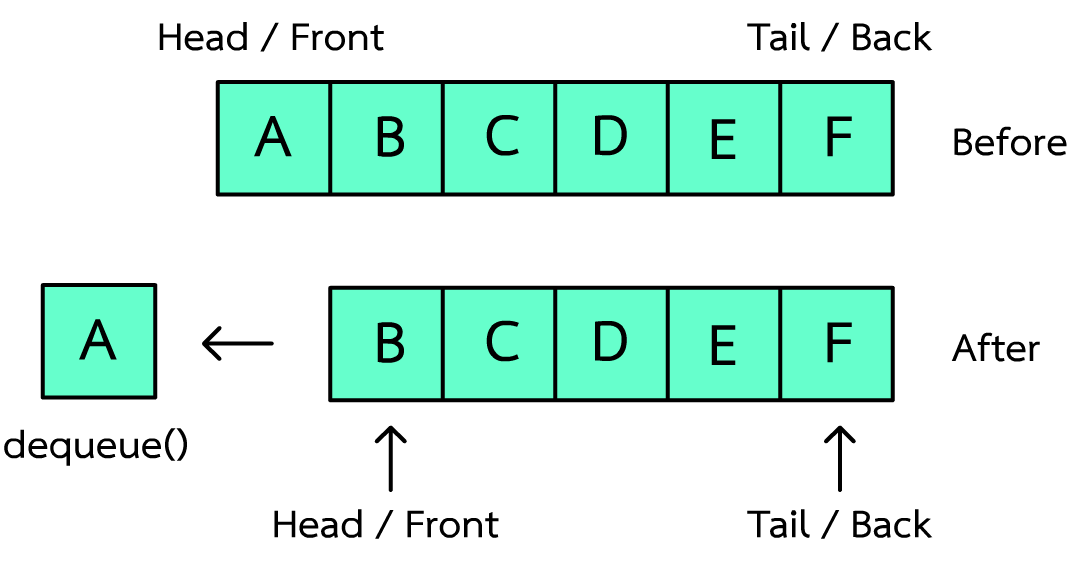 Head / Front Tail / Back
A B C D E F Before
A B C D E F After
dequeue()
Head / Front Tail / Back